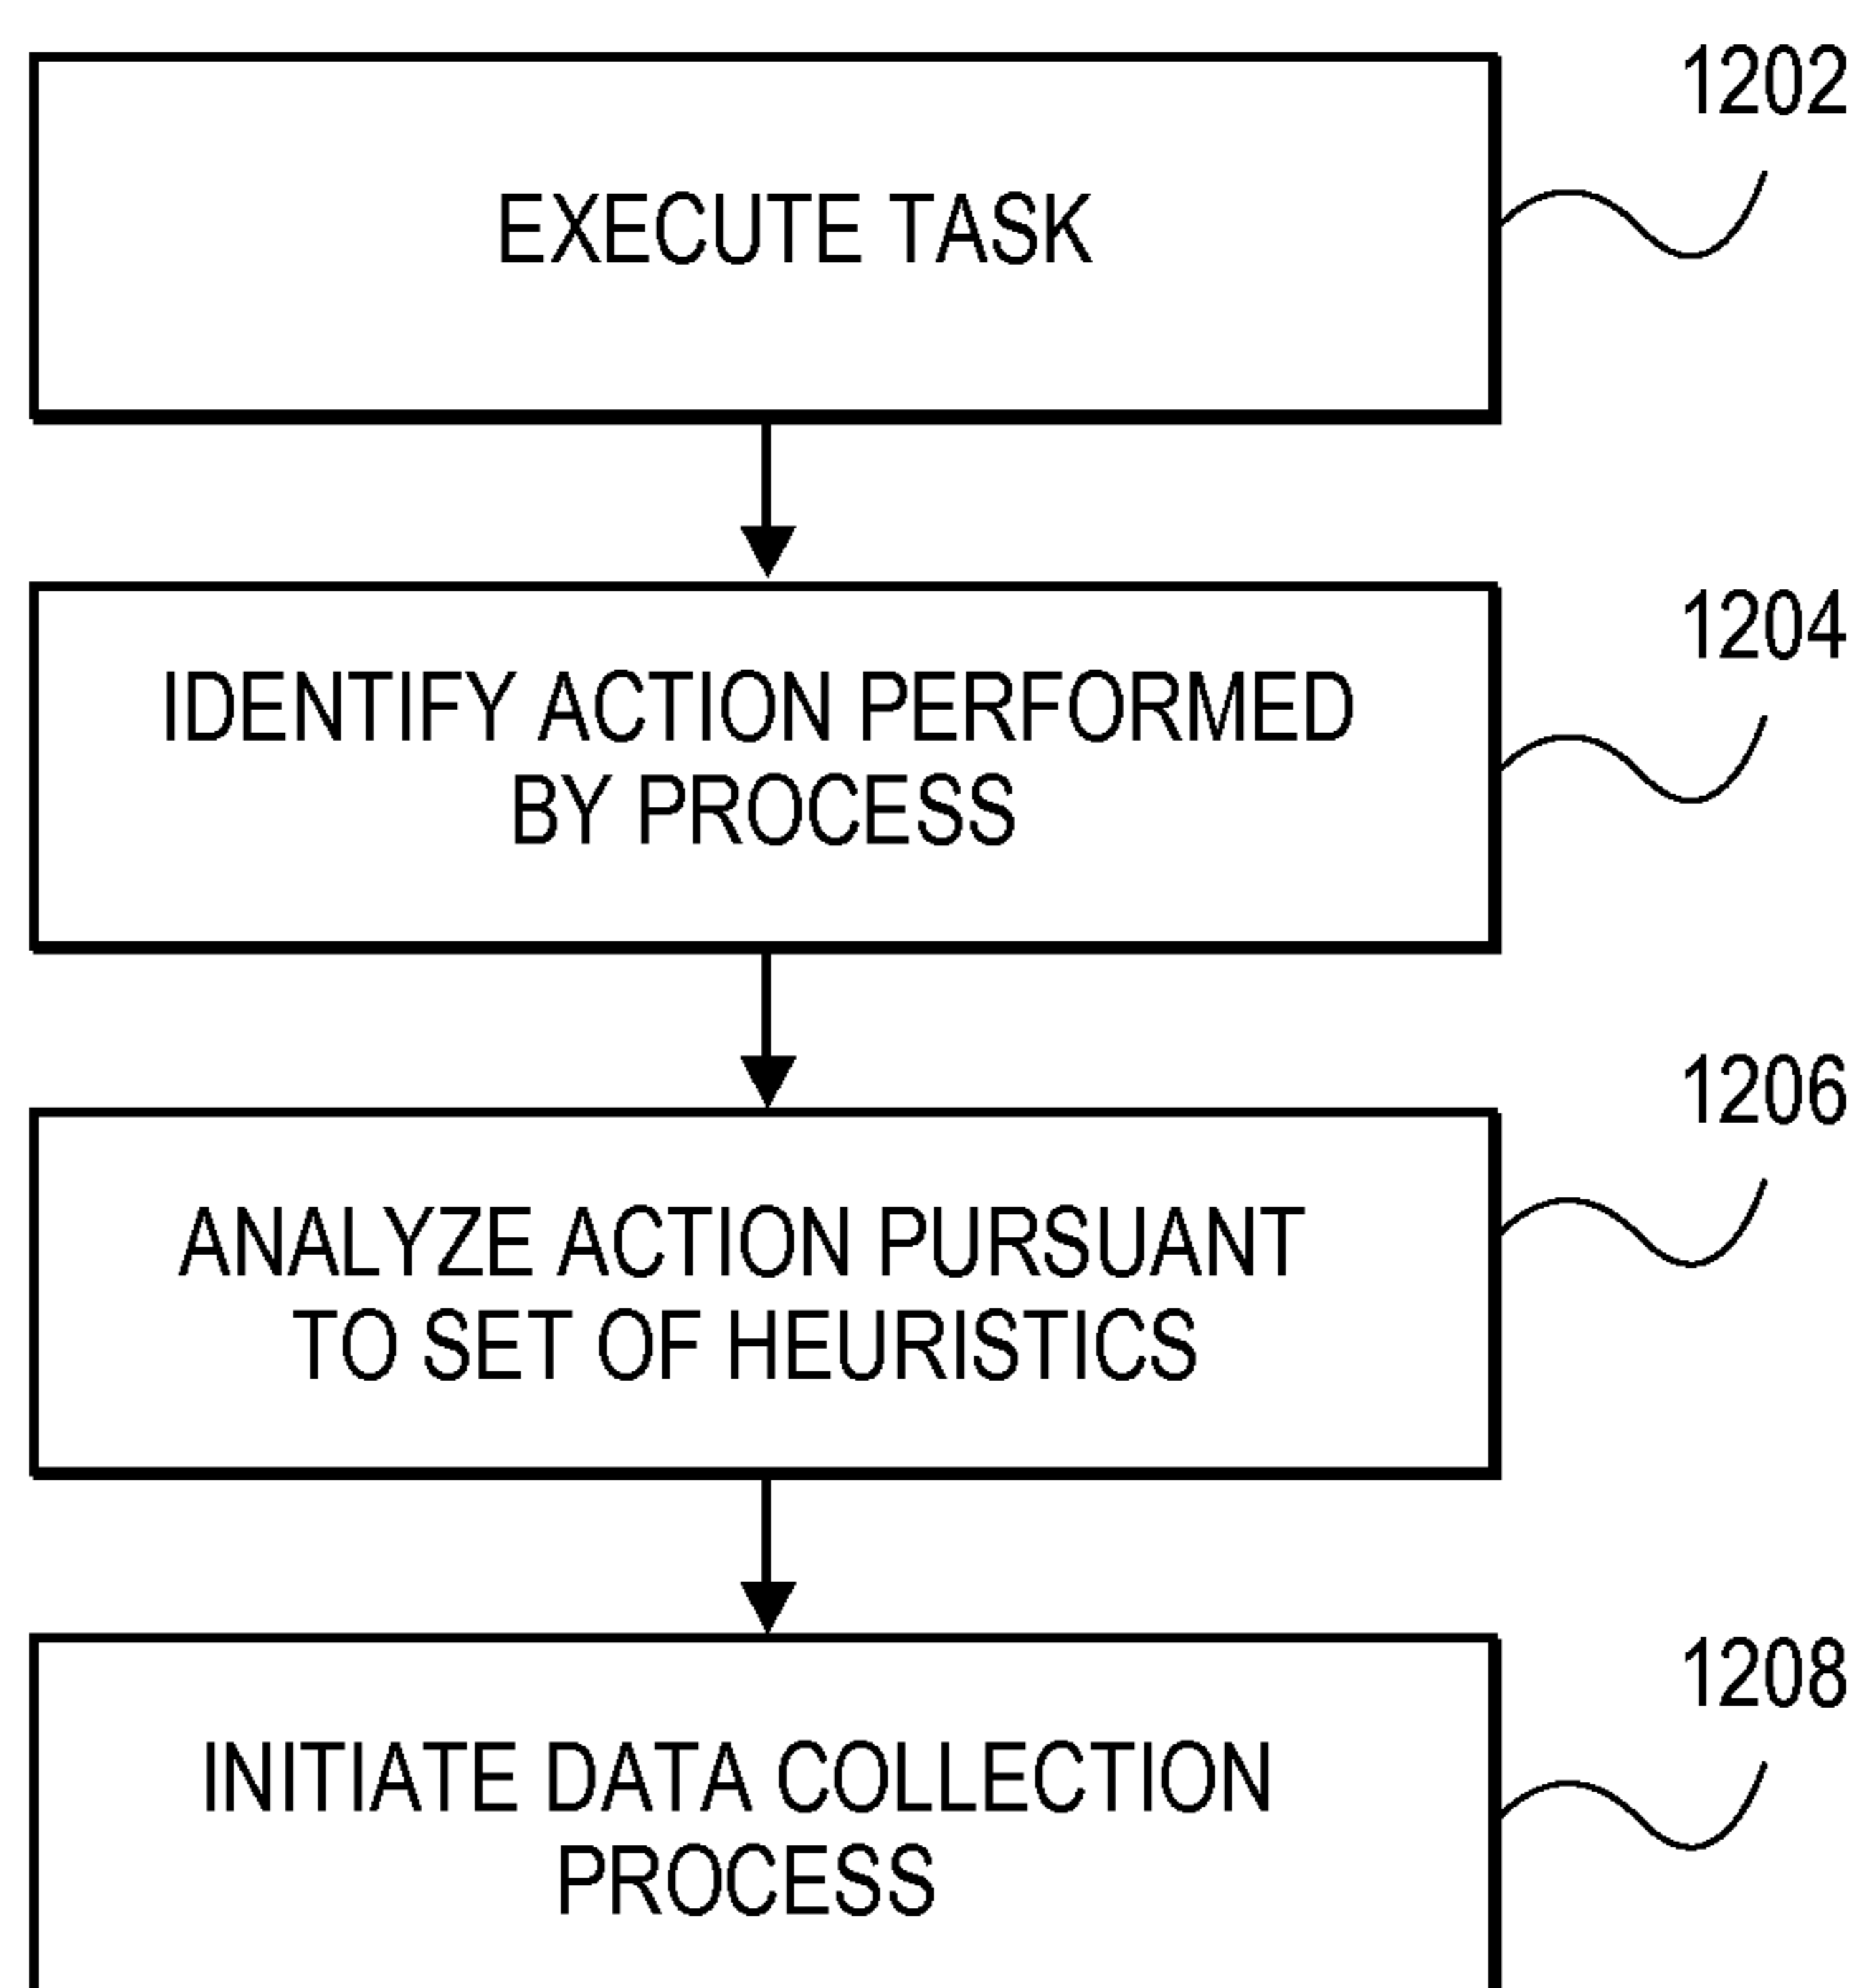 1202
EXECUTE TASK
1204
IDENTIFY ACTION PERFORMED
BY PROCESS
1206
ANALYZE ACTION PURSUANT
TO SET OF HEURISTICS
1208
INITIATE DATA COLLECTION
PROCESS